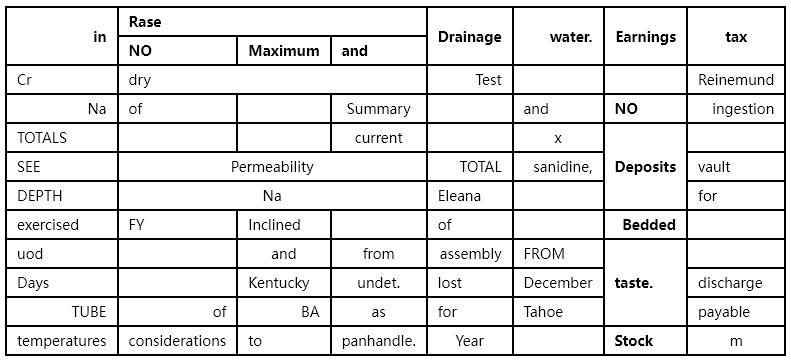 in Rase Drainage water. Earnings tax
NO Maximum and
Cr dry Test Reinemund
Na of Summary and NO ingestion
TOTALS current x
SEE Permeability TOTAL sanidine, Deposits vault
DEPTH Na Eleana for
exercised FY Inclined of Bedded
uod and from assembly FROM
Days Kentucky undet. lost December taste. discharge
TUBE of BA as for Tahoe payable
temperatures considerations to panhandle. Year Stock m